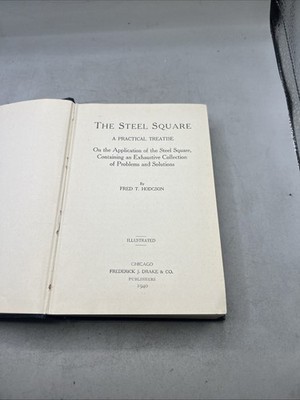 THE STEEL SQUARE
A PRACTICAL TREATISE
On the Application of the Steel Square,
Containing an Exhaustive Collection
of Problems and Solutions
BY
FRED T. HODGSON
ILLUSTRATED
CHICAGO
FREDERICK J. DRAKE & CO.
PUBLISHERS